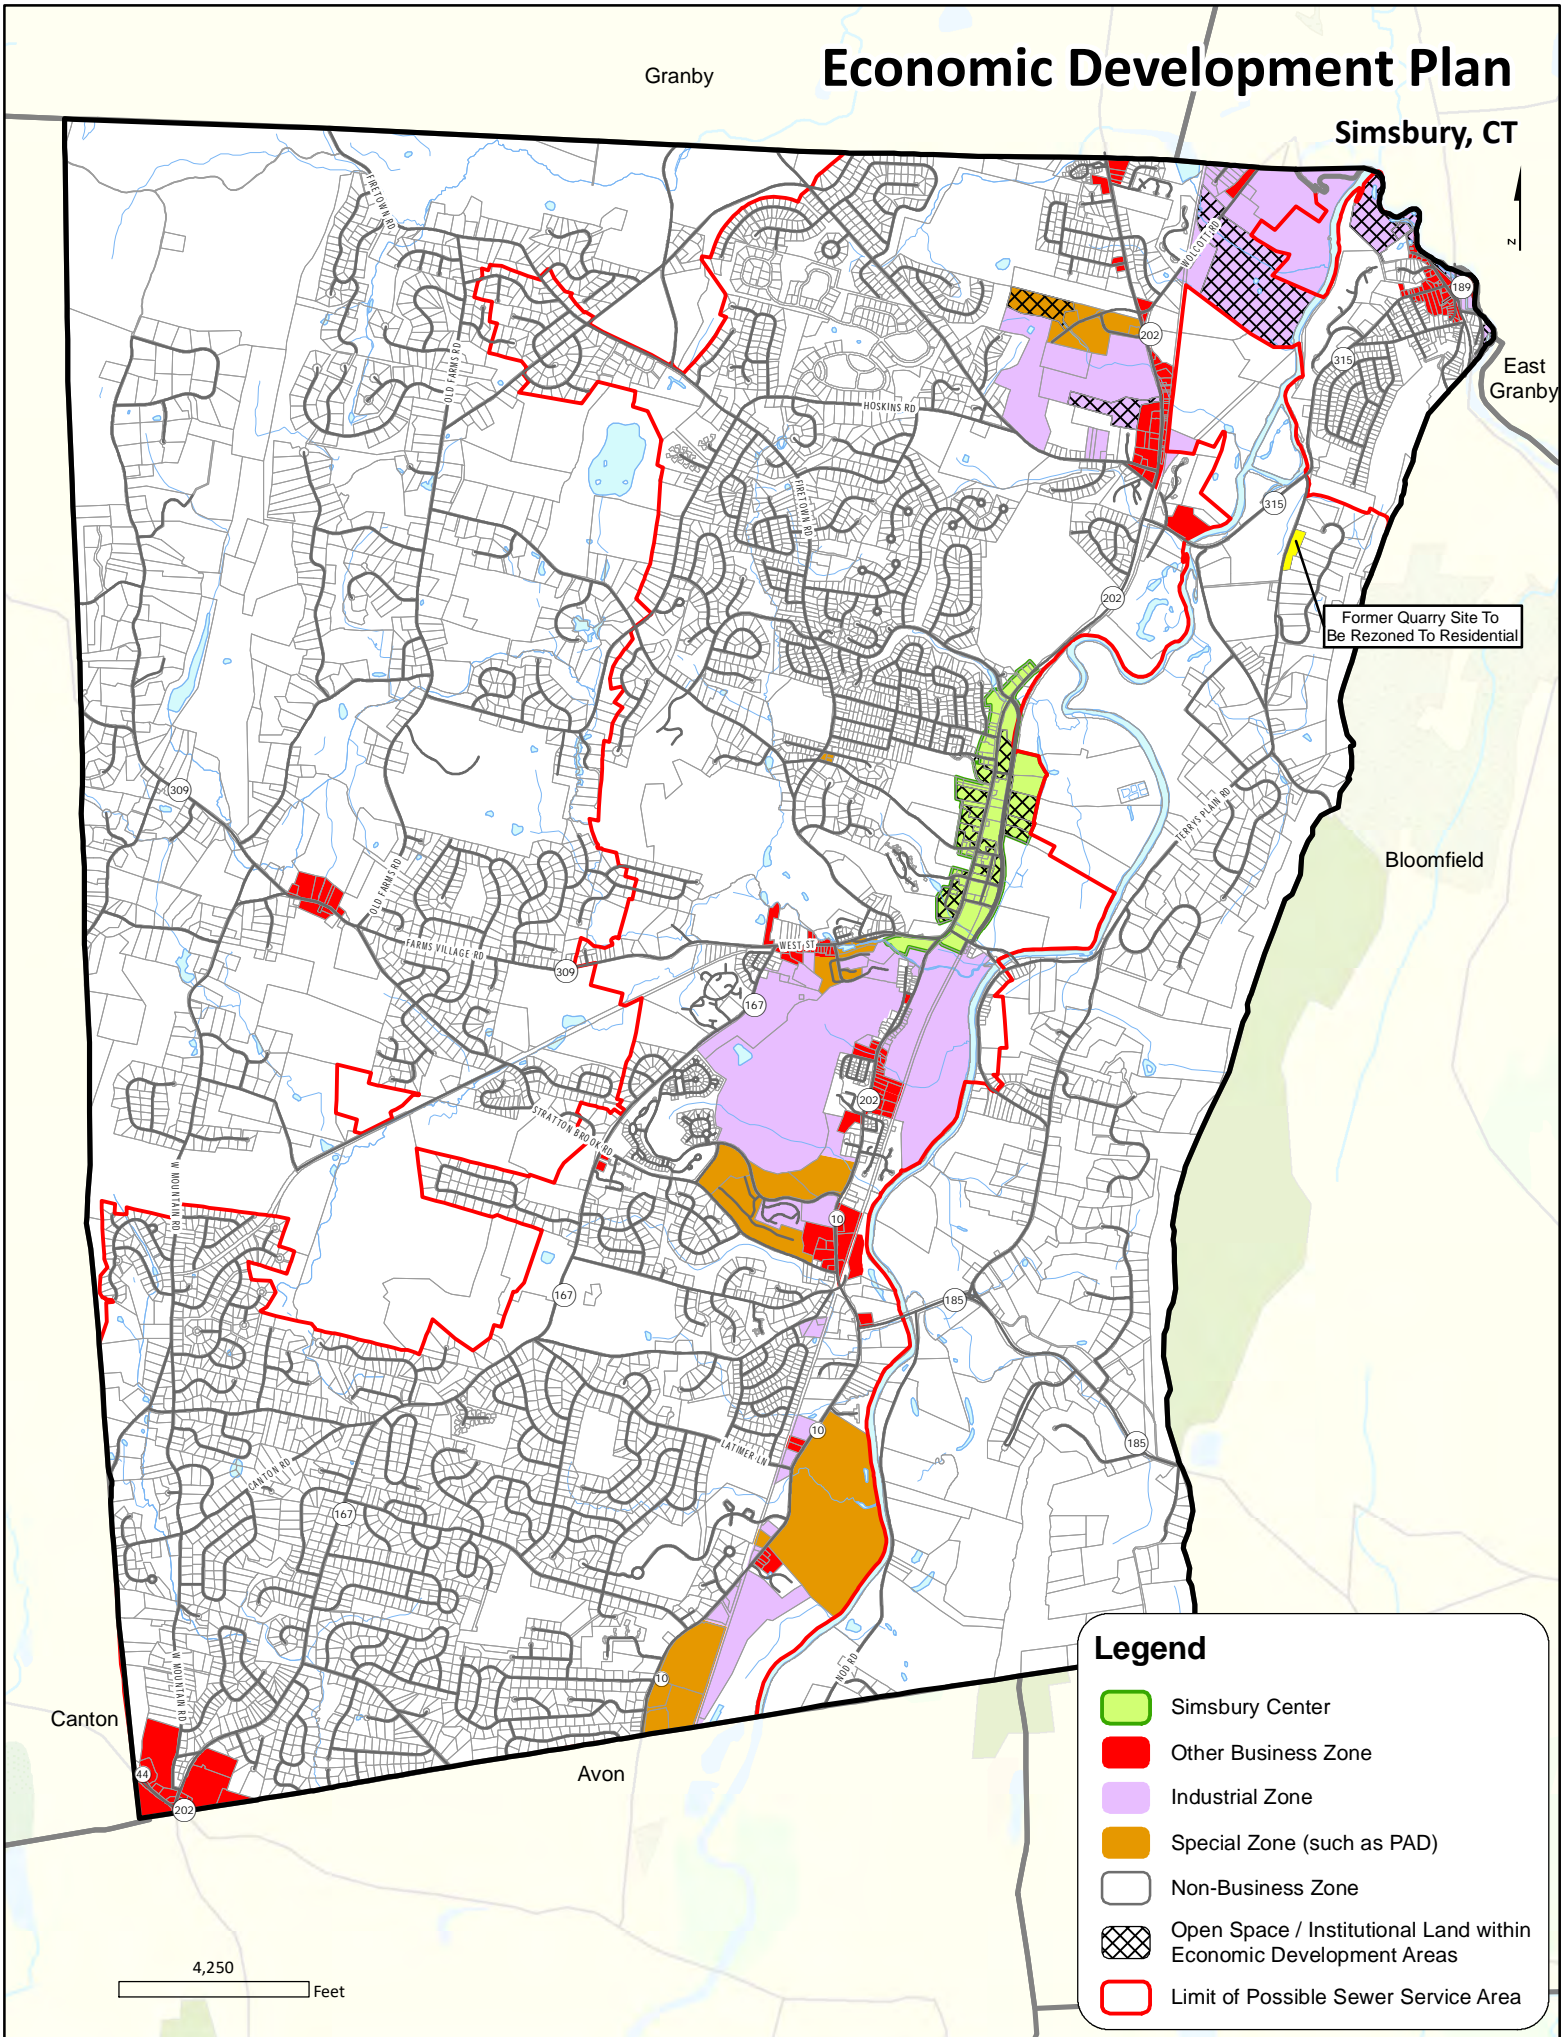 Economic Development Plan
Granby
Simsbury, CT
z
FIRETOWN RD
WOLCOTT RD
189
202
315
East
Granby
OLD FARMS RD
HOSKINS RD
FIRETOWN RD
315
202
Former Quarry Site To
Be Rezoned To Residential
309
TERRYS PLAIN RD
Bloomfield
OLD FARMS RD
FARMS VILLAGE RD
309
WEST ST
167
202
STRATTON BROOK RD
W MOUNTAIN RD
10
167
185
10
185
LATIMER LN
CANTON RD
167
W MOUNTAIN RD
10
NOD RD
Canton
44
202
Avon
Legend
Simsbury Center
Other Business Zone
Industrial Zone
Special Zone (such as PAD)
Non-Business Zone
Open Space / Institutional Land within
Economic Development Areas
Limit of Possible Sewer Service Area
4,250
Feet